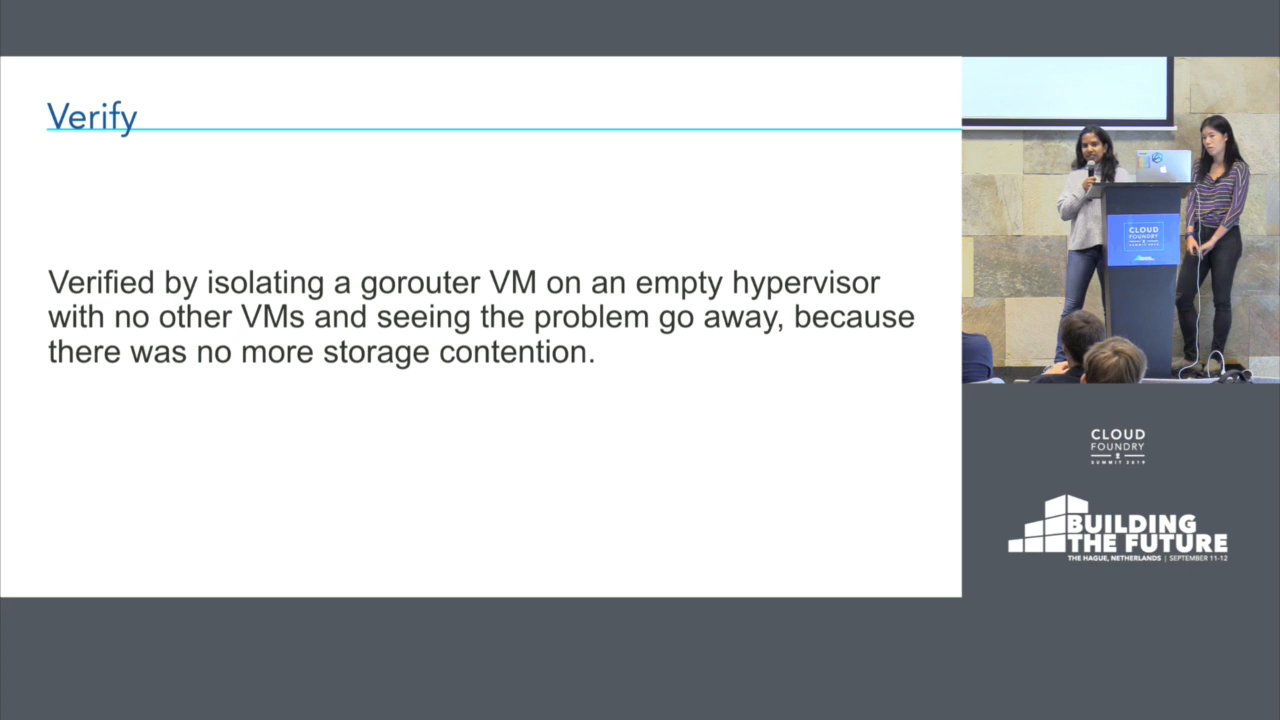 Verify
Verified by isolating a gorouter VM on an empty hypervisor
with no other VMs and seeing the problem go away, because
there was no more storage contention.
CLOUD
FOUNDRY
CLOUD
FOUNDRY
SUMMIT 2019
BUILDING
THE FUTURE
THE HAGUE, NETHERLANDS | SEPTEMBER 11-12